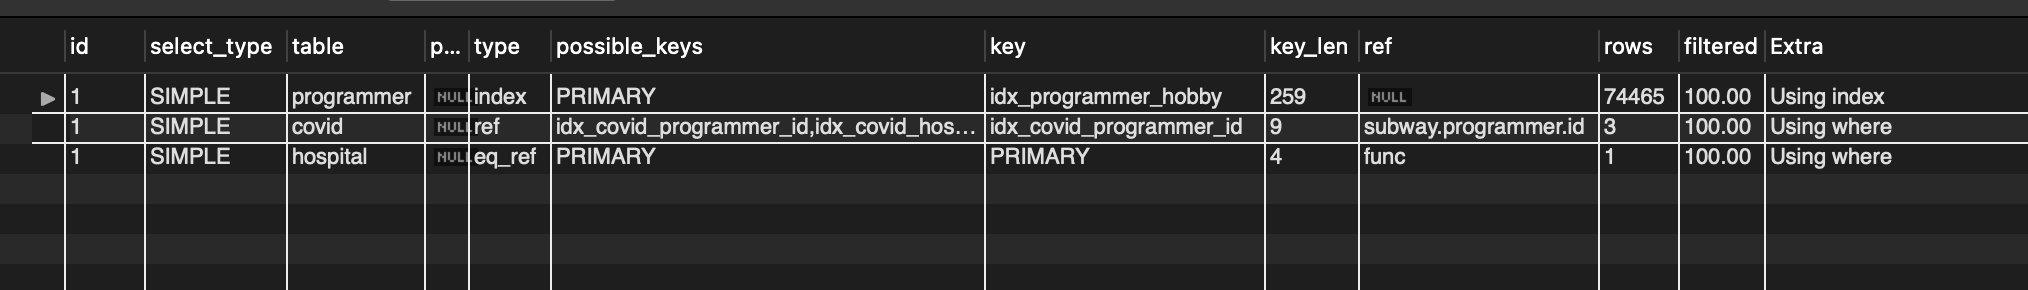 id select_type table p... type possible_keys key key_len ref rows filtered Extra
1 SIMPLE programmer NULL index PRIMARY idx_programmer_hobby 259 NULL 74465 100.00 Using index
1 SIMPLE covid NULL ref idx_covid_programmer_id,idx_covid_hos... idx_covid_programmer_id 9 subway.programmer.id 3 100.00 Using where
1 SIMPLE hospital NULL eq_ref PRIMARY PRIMARY 4 func 1 100.00 Using where